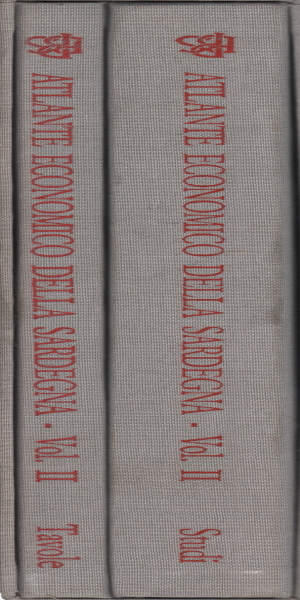 ATLANTE ECONOMICO DELLA SARDEGNA · Vol. II Tavole
ATLANTE ECONOMICO DELLA SARDEGNA · Vol. II Studi